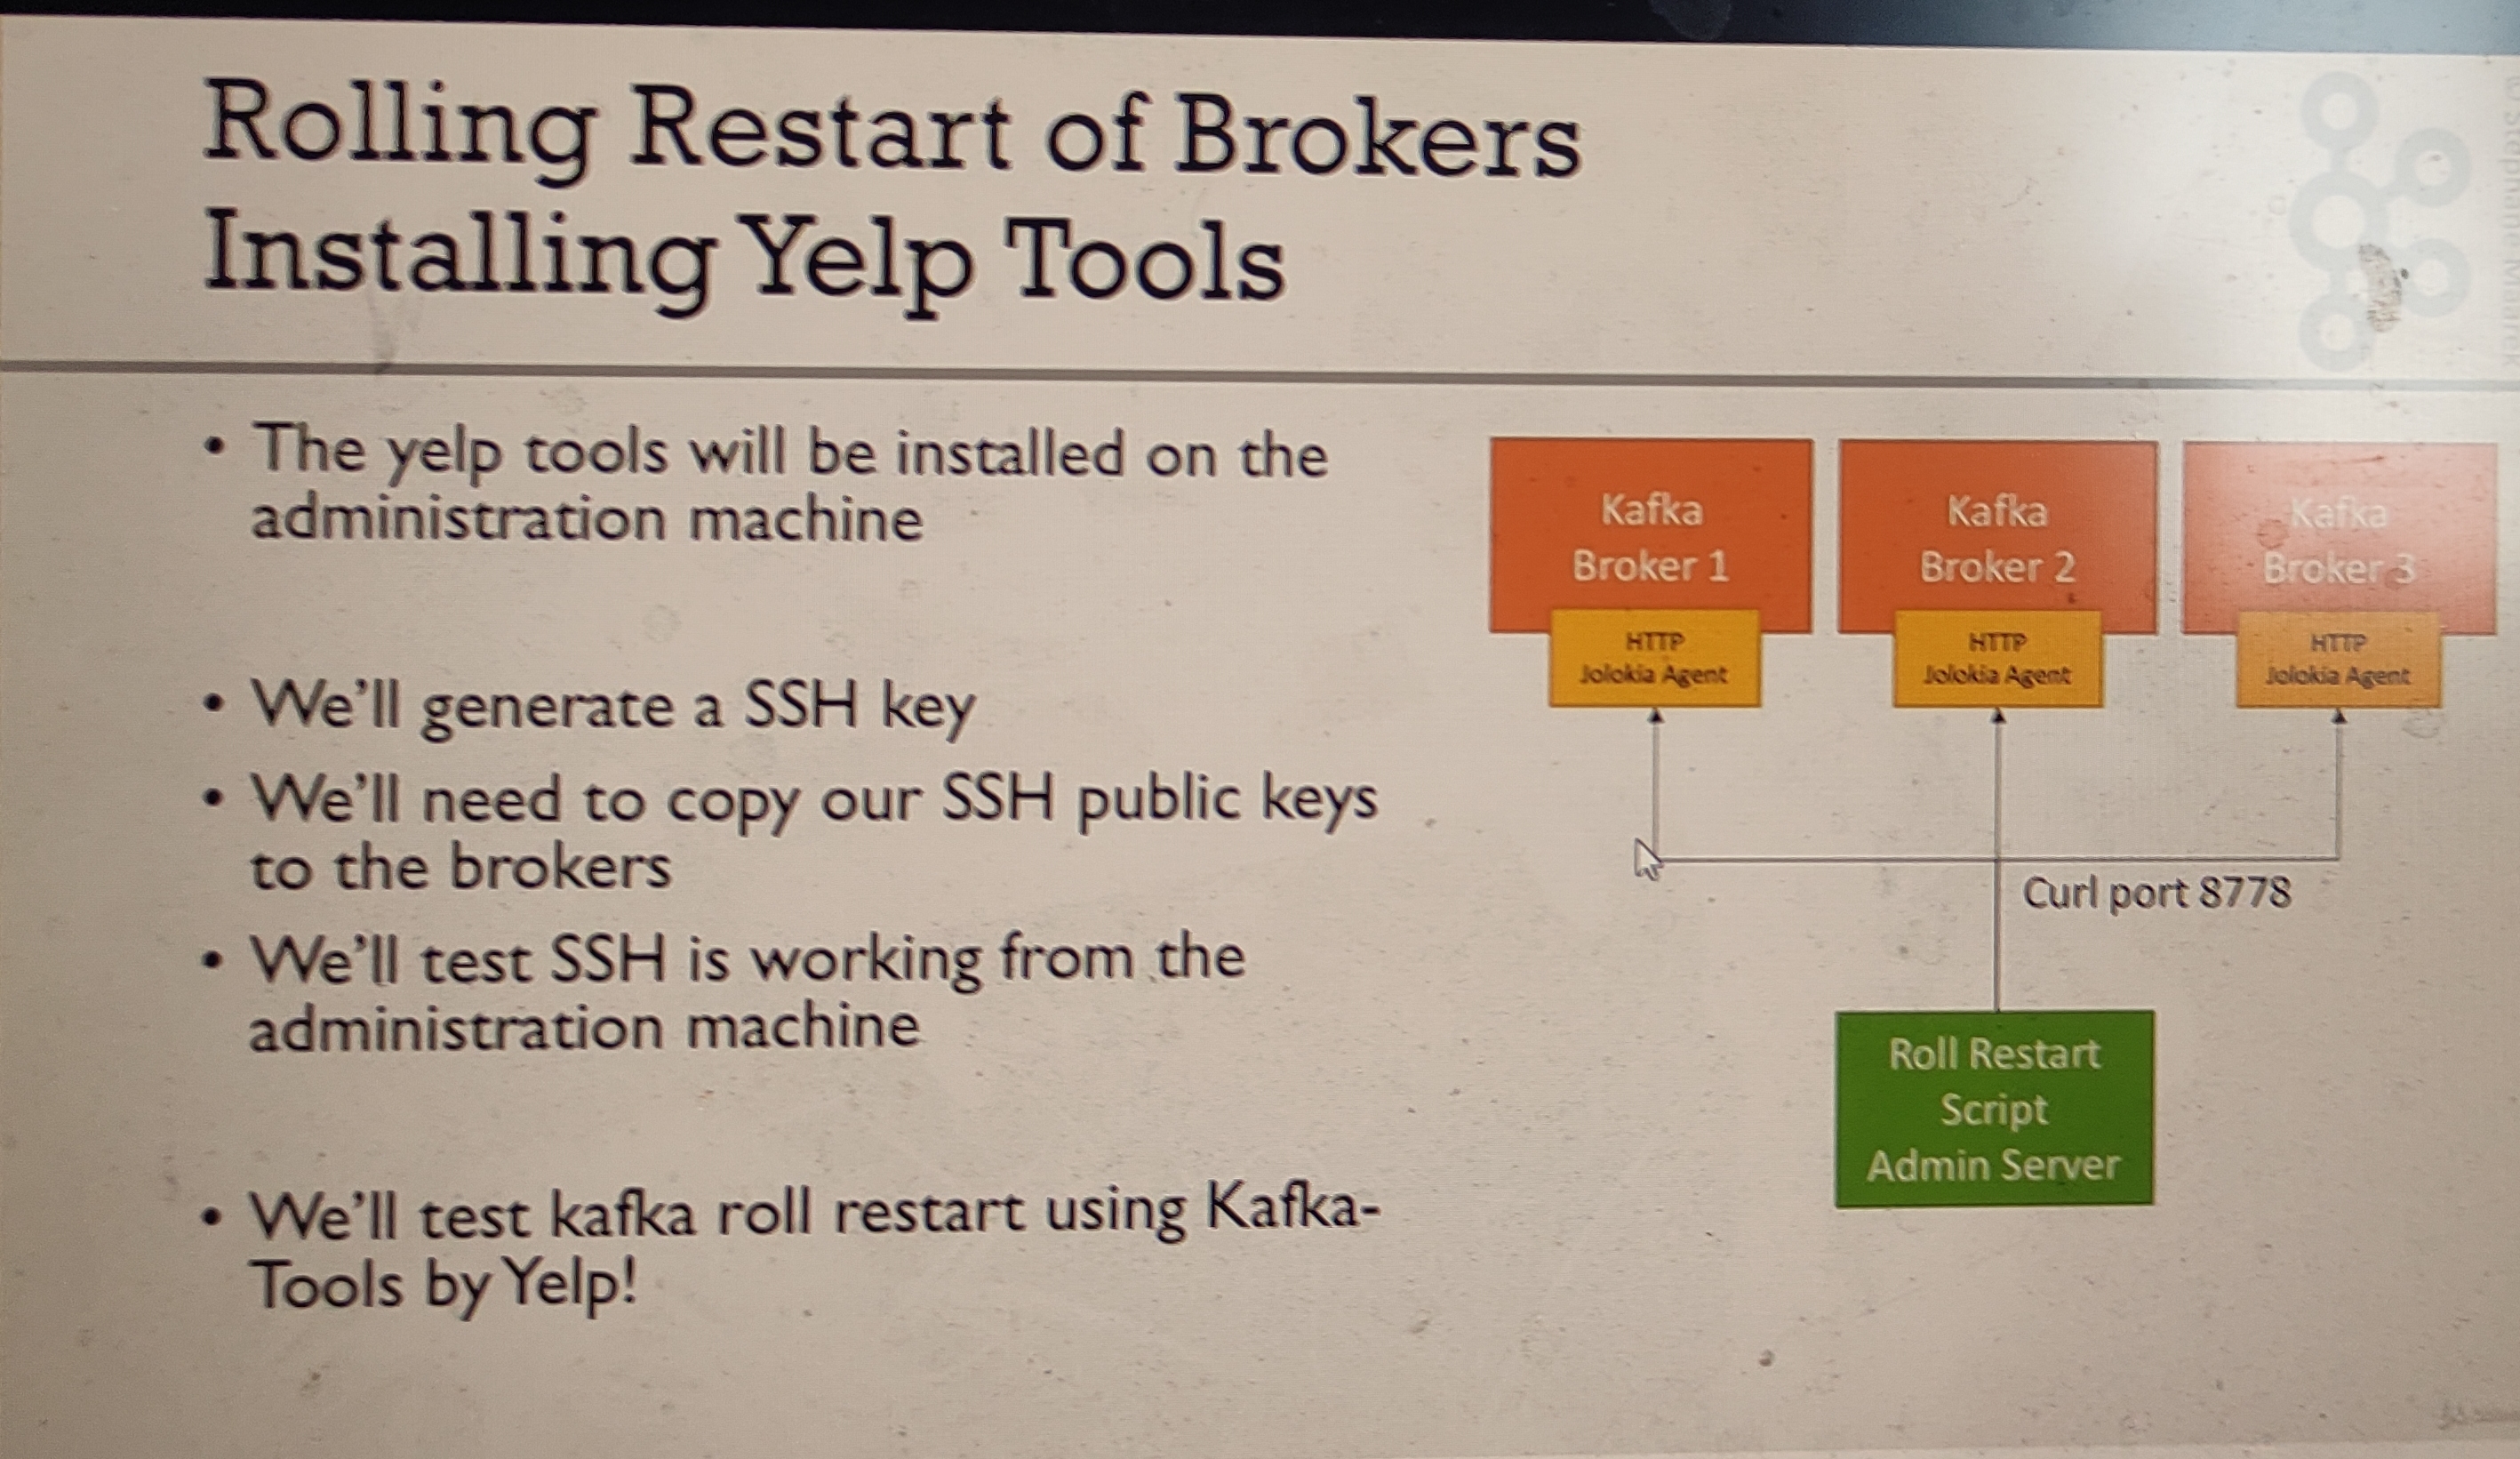 Rolling Restart of Brokers
Installing Yelp Tools
• The yelp tools will be installed on the
administration machine
• We'll generate a SSH key
• We'll need to copy our SSH public keys
to the brokers
• We'll test SSH is working from the
administration machine
• We'll test kafka roll restart using Kafka-
Tools by Yelp!
Kafka
Broker 1
HTTP
Jolokia Agent
Kafka
Broker 2
HTTP
Jolokia Agent
Kafka
Broker 3
HTTP
Jolokia Agent
Curl port 8778
Roll Restart
Script
Admin Server